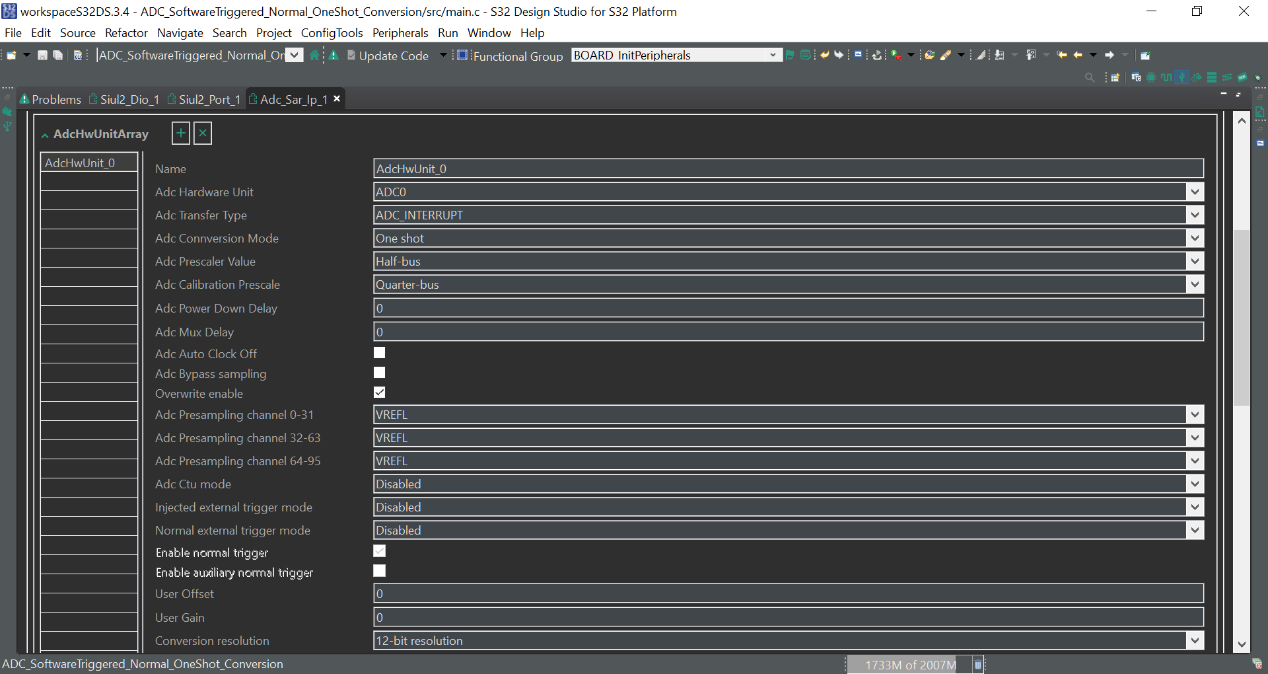 workspaceS32DS.3.4 - ADC_SoftwareTriggered_Normal_OneShot_Conversion/src/main.c - S32 Design Studio for S32 Platform
File Edit Source Refactor Navigate Search Project ConfigTools Peripherals Run Window Help
ADC_SoftwareTriggered_Normal_Or Update Code Functional Group BOARD_InitPeripherals
Problems Siul2_Dio_1 Siul2_Port_1 Adc_Sar_Ip_1
AdcHwUnitArray
AdcHwUnit_0
Name AdcHwUnit_0
Adc Hardware Unit ADC0
Adc Transfer Type ADC_INTERRUPT
Adc Connversion Mode One shot
Adc Prescaler Value Half-bus
Adc Calibration Prescale Quarter-bus
Adc Power Down Delay 0
Adc Mux Delay 0
Adc Auto Clock Off
Adc Bypass sampling
Overwrite enable
Adc Presampling channel 0-31 VREFL
Adc Presampling channel 32-63 VREFL
Adc Presampling channel 64-95 VREFL
Adc Ctu mode Disabled
Injected external trigger mode Disabled
Normal external trigger mode Disabled
Enable normal trigger
Enable auxiliary normal trigger
User Offset 0
User Gain 0
Conversion resolution 12-bit resolution
ADC_SoftwareTriggered_Normal_OneShot_Conversion 1733M of 2007M